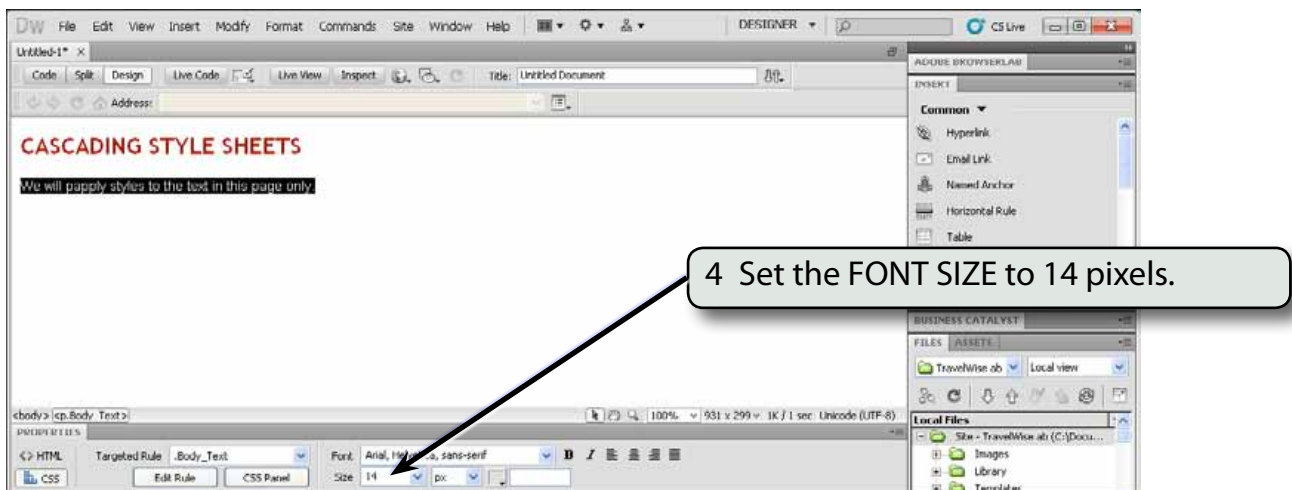 DW File Edit View Insert Modify Format Commands Site Window Help DESIGNER CS Live
Untitled-1* ×
Code Split Design Live Code Live View Inspect Title: Untitled Document
Address:
CASCADING STYLE SHEETS
We will papply styles to the text in this page only.
<body> <p.Body_Text> 100% 931 x 299 1K / 1 sec Unicode (UTF-8)
PROPERTIES
<> HTML Targeted Rule .Body_Text Font Arial, Helvetica, sans-serif B I
CSS Edit Rule CSS Panel Size 14 px
ADOBE BROWSERLAB
INSERT
Common
Hyperlink
Email Link
Named Anchor
Horizontal Rule
Table
4 Set the FONT SIZE to 14 pixels.
BUSINESS CATALYST
FILES ASSETS
TravelWise ab Local view
Local Files
Site - TravelWise ab (C:\Docu...
Images
Library
Templates